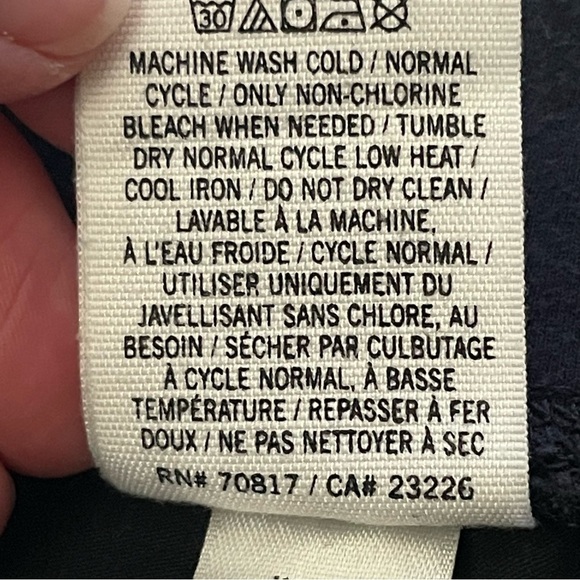 30
MACHINE WASH COLD / NORMAL
CYCLE / ONLY NON-CHLORINE
BLEACH WHEN NEEDED / TUMBLE
DRY NORMAL CYCLE LOW HEAT /
COOL IRON / DO NOT DRY CLEAN /
LAVABLE À LA MACHINE,
À L'EAU FROIDE / CYCLE NORMAL /
UTILISER UNIQUEMENT DU
JAVELLISANT SANS CHLORE, AU
BESOIN / SÉCHER PAR CULBUTAGE
À CYCLE NORMAL, À BASSE
TEMPÉRATURE / REPASSER À FER
DOUX / NE PAS NETTOYER À SEC
RN# 70817 / CA# 23226